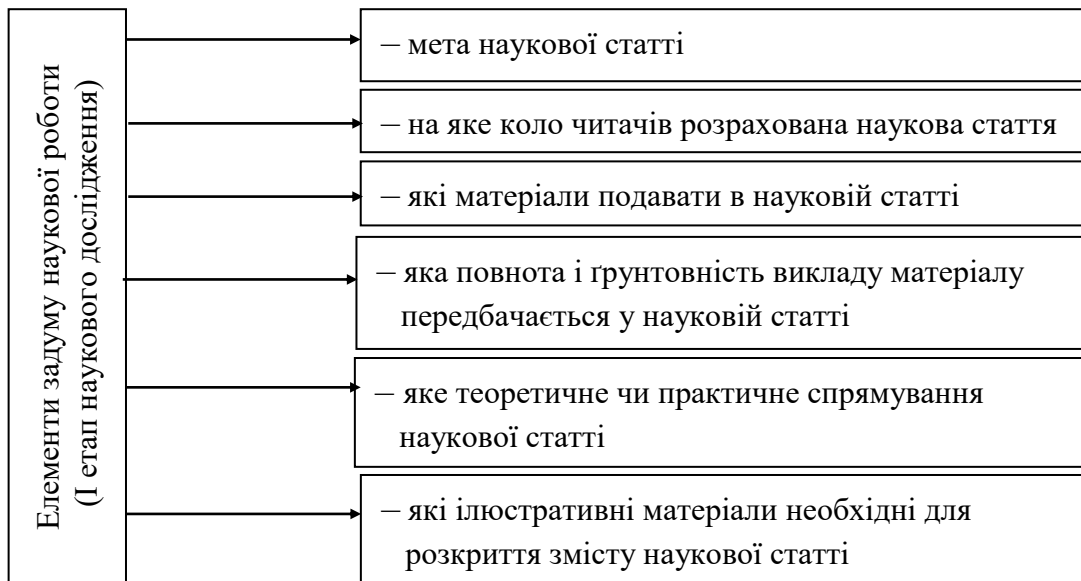 Елементи задуму наукової роботи
(І етап наукового дослідження)
– мета наукової статті
– на яке коло читачів розрахована наукова стаття
– які матеріали подавати в науковій статті
– яка повнота і ґрунтовність викладу матеріалу
передбачається у науковій статті
– яке теоретичне чи практичне спрямування
наукової статті
– які ілюстративні матеріали необхідні для
розкриття змісту наукової статті